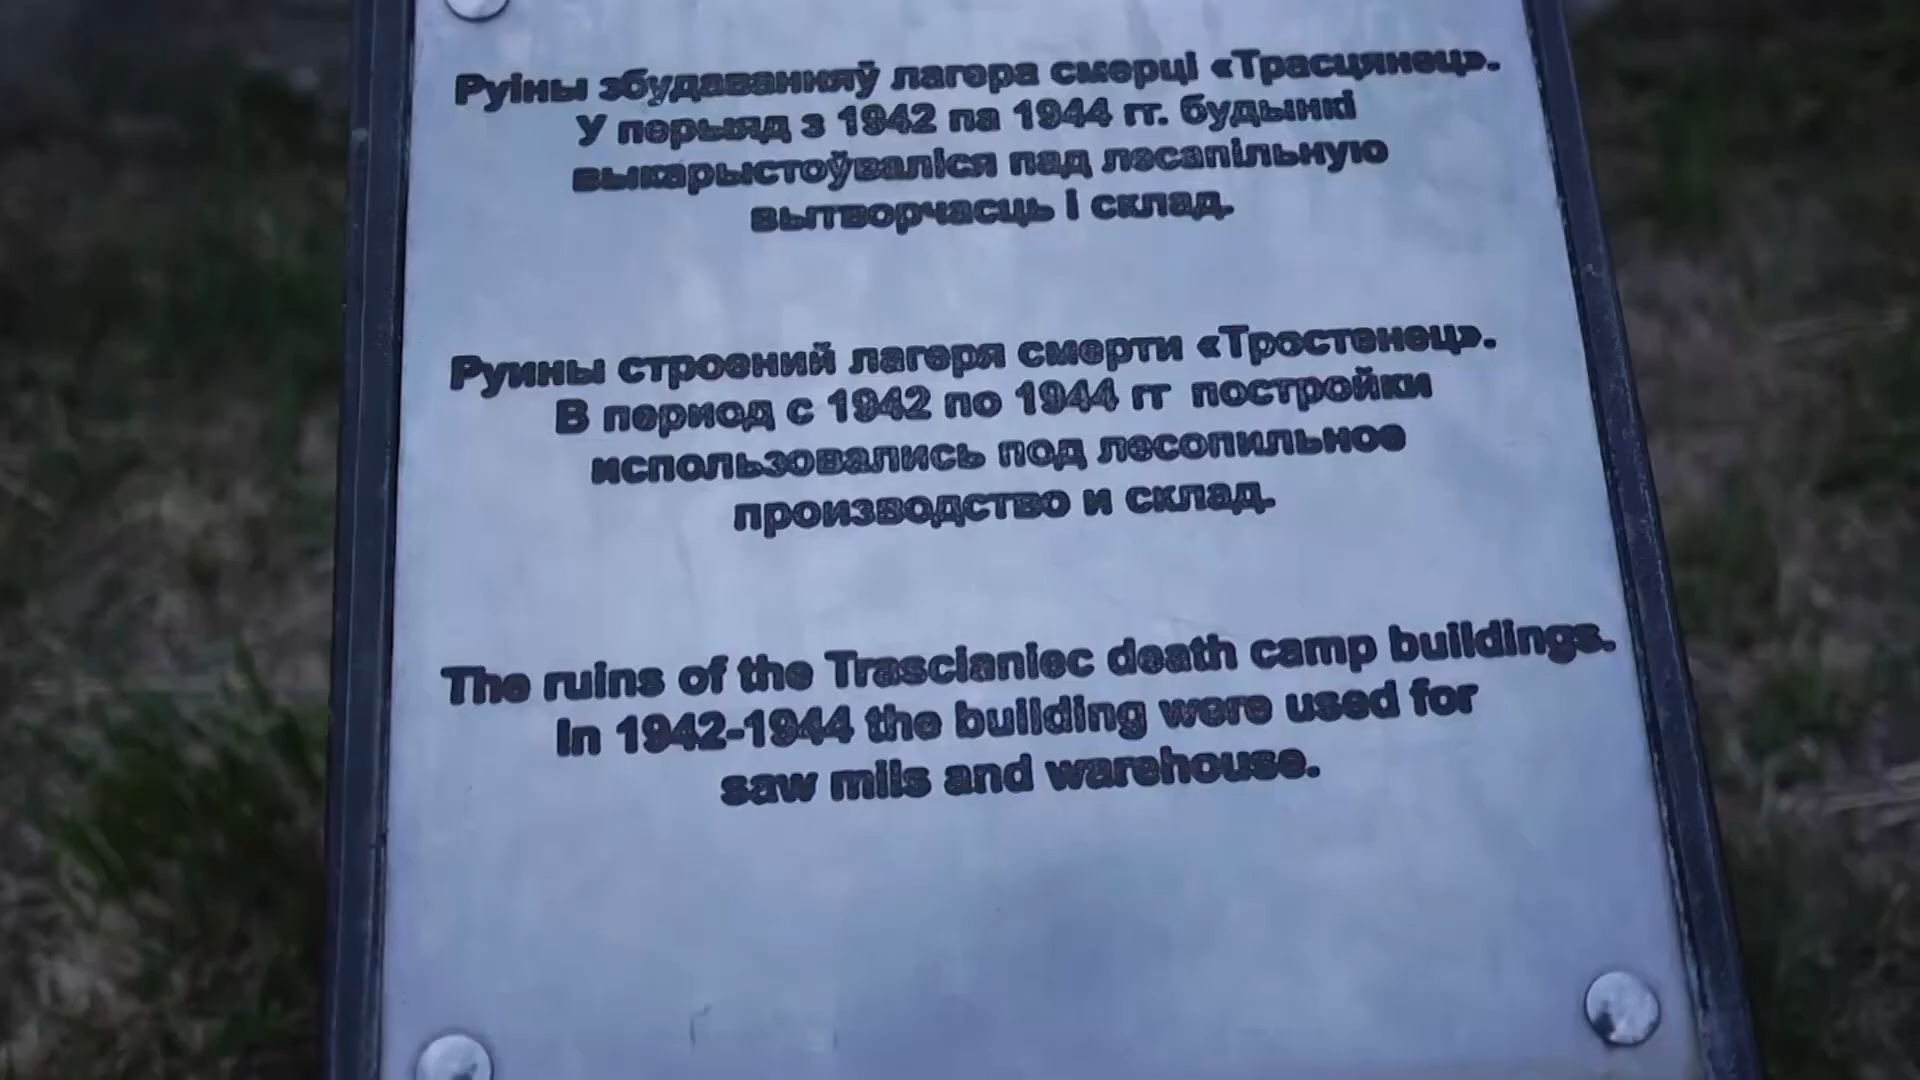 Руіны збудаванняў лагера смерці «Трасцянец».
У перыяд з 1942 па 1944 гг. будынкі
выкарыстоўваліся пад лесапільную
вытворчасць і склад.
Руины строений лагеря смерти «Тростенец».
В период с 1942 по 1944 гг постройки
использовались под лесопильное
производство и склад.
The ruins of the Trascianiec death camp buildings.
In 1942-1944 the building were used for
saw mils and warehouse.